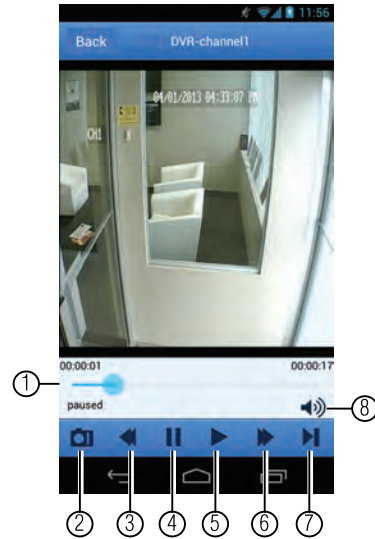 11:56
Back DVR-channel1
04/01/2013 04:33:07 PM
CH1
00:00:01 00:00:17
1
paused
8
2 3 4 5 6 7